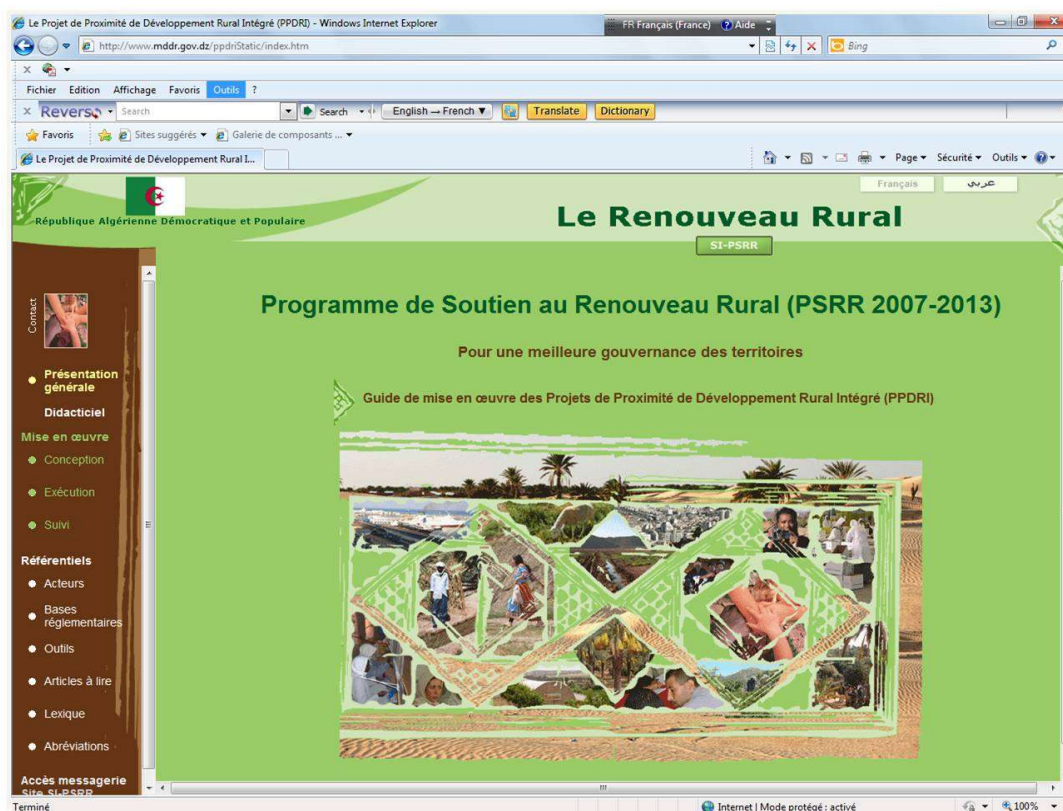 Le Projet de Proximité de Développement Rural Intégré (PPDRI) - Windows Internet Explorer
FR Français (France) Aide
http://www.mddr.gov.dz/ppdriStatic/index.htm
Bing
Fichier Edition Affichage Favoris Outils ?
Reverso Search Search English → French Translate Dictionary
Favoris Sites suggérés Galerie de composants ...
Le Projet de Proximité de Développement Rural I... Page Sécurité Outils
Français عربي
République Algérienne Démocratique et Populaire
Le Renouveau Rural
SI-PSRR
Programme de Soutien au Renouveau Rural (PSRR 2007-2013)
Pour une meilleure gouvernance des territoires
Guide de mise en œuvre des Projets de Proximité de Développement Rural Intégré (PPDRI)
Contact
Présentation
générale
Didacticiel
Mise en œuvre
Conception
Exécution
Suivi
Référentiels
Acteurs
Bases
réglementaires
Outils
Articles à lire
Lexique
Abréviations
Accès messagerie
Site SI-PSRR
Terminé Internet | Mode protégé : activé 100%